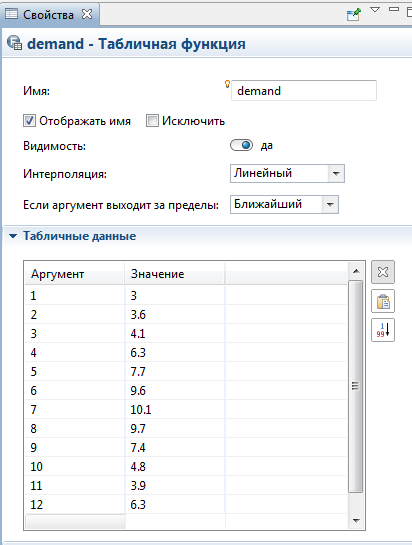 Свойства
demand - Табличная функция
Имя: demand
Отображать имя Исключить
Видимость: да
Интерполяция: Линейный
Если аргумент выходит за пределы: Ближайший
Табличные данные
Аргумент Значение
1 3
2 3.6
3 4.1
4 6.3
5 7.7
6 9.6
7 10.1
8 9.7
9 7.4
10 4.8
11 3.9
12 6.3